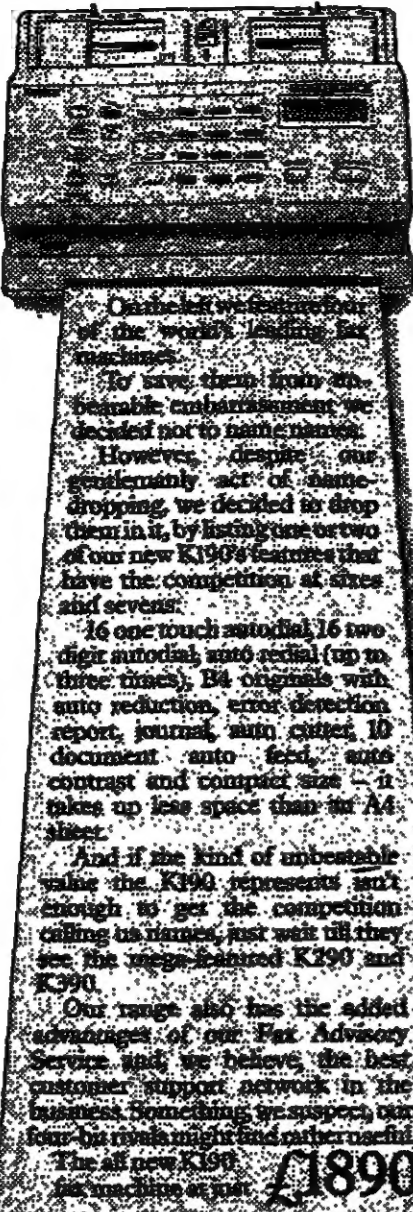 On the left we feature four
of the world's leading fax
machines.
To save them from un-
bearable embarrassment we
decided not to name names.
However, despite our
gentlemanly act of name-
dropping, we decided to drop
them in it, by listing one or two
of our new K190's features that
have the competition at sixes
and sevens:
16 one touch autodial, 16 two
digit autodial, auto redial (up to
three times), B4 originals with
auto reduction, error detection
report, journal, auto cutter, 10
document auto feed, auto
contrast and compact size – it
takes up less space than an A4
sheet.
And if the kind of unbeatable
value the K190 represents isn't
enough to get the competition
calling us names, just wait till they
see the mega-featured K290 and
K390.
Our range also has the added
advantages of our Fax Advisory
Service and, we believe, the best
customer support network in the
business. Something, we suspect, our
four-bit rivals might find rather useful.
The all new K190
fax machine at just £1890